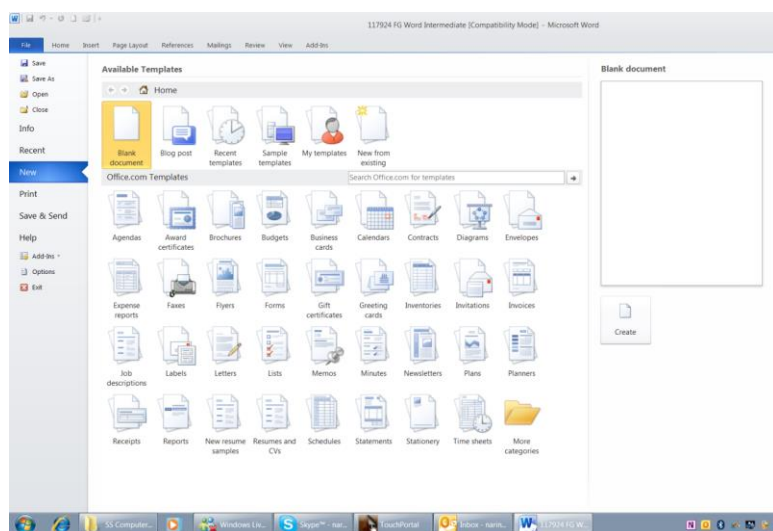 117924 FG Word Intermediate [Compatibility Mode] - Microsoft Word
File Home Insert Page Layout References Mailings Review View Add-Ins
Save
Save As
Open
Close
Info
Recent
New
Print
Save & Send
Help
Add-Ins
Options
Exit
Available Templates
Home
Blank document
Blog post
Recent templates
Sample templates
My templates
New from existing
Office.com Templates
Search Office.com for templates
Agendas
Award certificates
Brochures
Budgets
Business cards
Calendars
Contracts
Diagrams
Envelopes
Expense reports
Faxes
Flyers
Forms
Gift certificates
Greeting cards
Inventories
Invitations
Invoices
Job descriptions
Labels
Letters
Lists
Memos
Minutes
Newsletters
Plans
Planners
Receipts
Reports
New resume samples
Resumes and CVs
Schedules
Statements
Stationery
Time sheets
More categories
Blank document
Create
SS Computer...
Windows Liv...
Skype™ - nar...
TouchPortal
Inbox - narin...
117924 FG W...